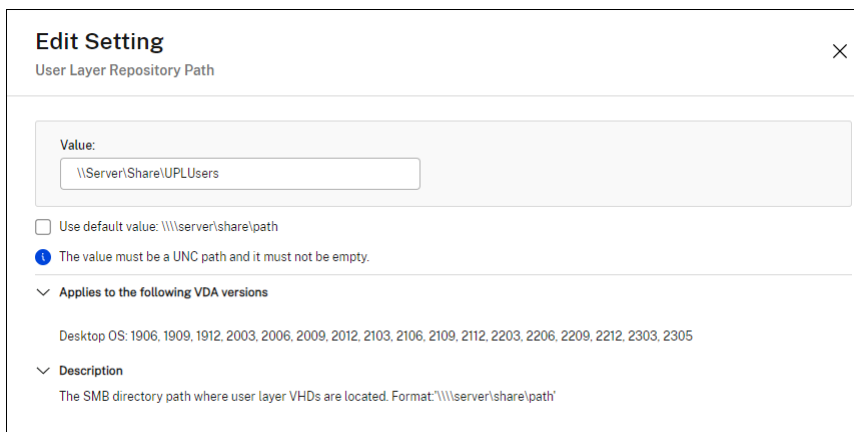 Edit Setting
User Layer Repository Path
Value:
\\Server\Share\UPLUsers
Use default value: \\\\server\share\path
The value must be a UNC path and it must not be empty.
Applies to the following VDA versions
Desktop OS: 1906, 1909, 1912, 2003, 2006, 2009, 2012, 2103, 2106, 2109, 2112, 2203, 2206, 2209, 2212, 2303, 2305
Description
The SMB directory path where user layer VHDs are located. Format:'\\\\server\share\path'